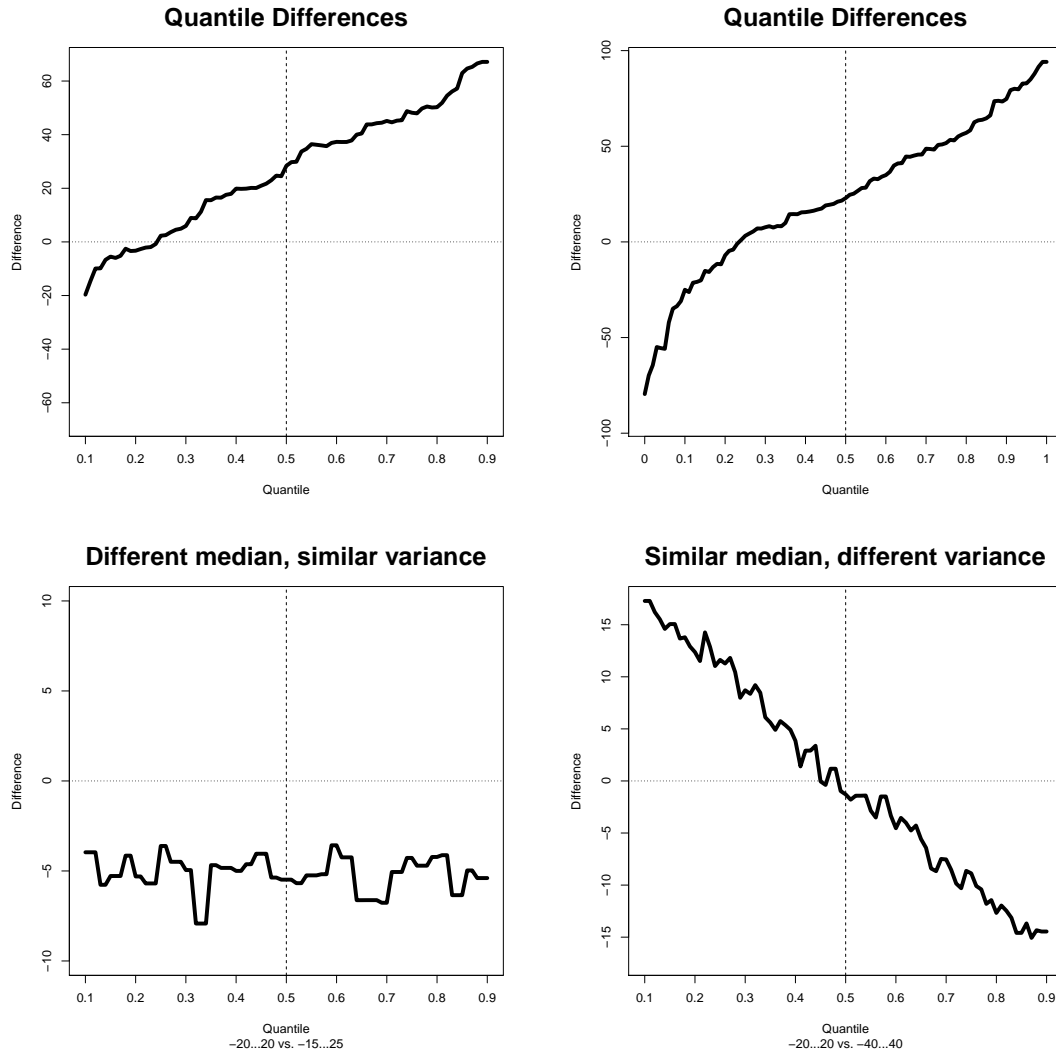 Quantile Differences
Difference
60
40
20
0
−20
−40
−60
0.1 0.2 0.3 0.4 0.5 0.6 0.7 0.8 0.9
Quantile
Quantile Differences
Difference
100
50
0
−50
−100
0 0.1 0.2 0.3 0.4 0.5 0.6 0.7 0.8 0.9 1
Quantile
Different median, similar variance
Difference
10
5
0
−5
−10
0.1 0.2 0.3 0.4 0.5 0.6 0.7 0.8 0.9
Quantile
−20...20 vs. −15...25
Similar median, different variance
Difference
15
10
5
0
−5
−10
−15
0.1 0.2 0.3 0.4 0.5 0.6 0.7 0.8 0.9
Quantile
−20...20 vs. −40...40